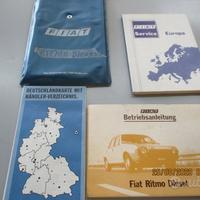 FIAT
FIAT
Service
Europa
DEUTSCHLANDKARTE MIT
HÄNDLER-VERZEICHNIS.
FIAT
Betriebsanleitung
Fiat Ritmo Diesel